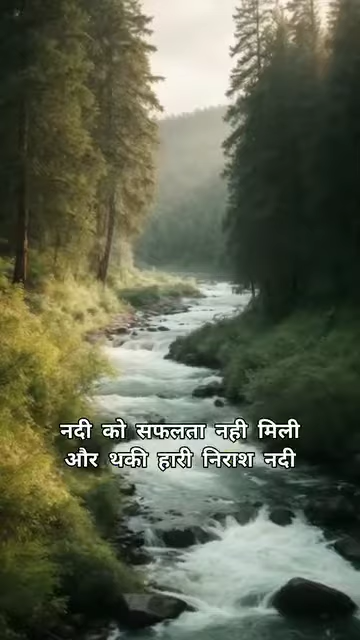 नदी को सफलता नही मिली
और थकी हारी निराश नदी